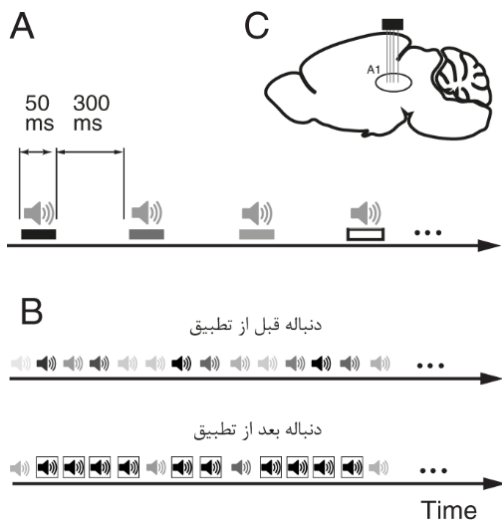 A
C
A1
50 300
ms ms
...
B
دنباله قبل از تطبیق
...
دنباله بعد از تطبیق
...
Time